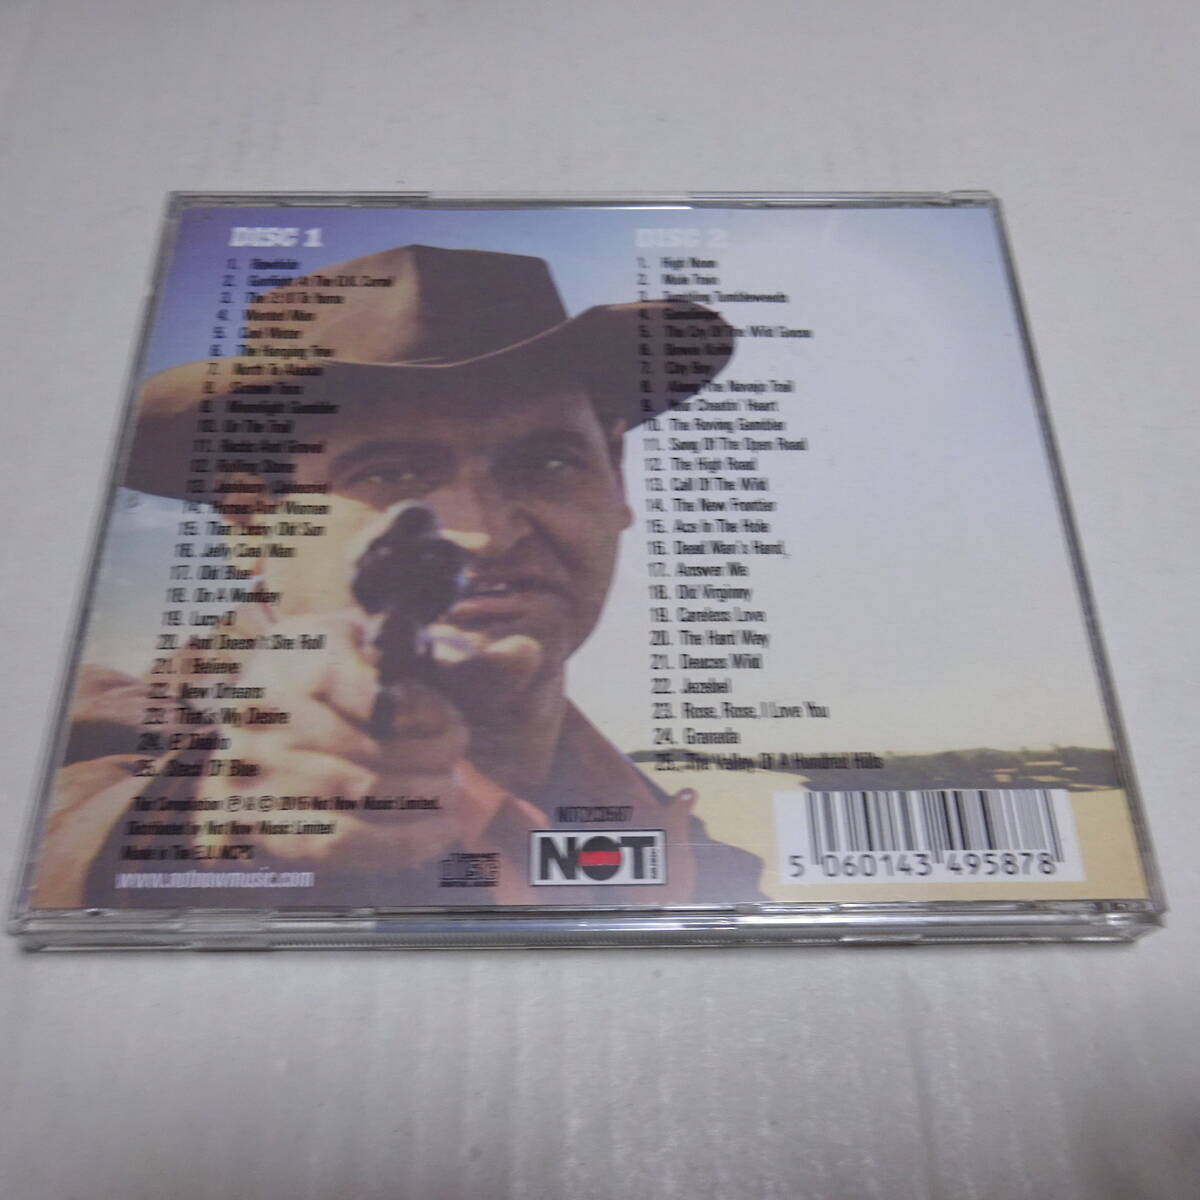 DISC 1
1. Rawhide
2. Gunfight At The O.K. Corral
3. The 3:10 To Yuma
4. Wanted Man
5. Cool Water
6. The Hanging Tree
7. North To Alaska
8. Sixteen Tons
9. Moonlight Gambler
10. On The Trail
11. Rocks And Gravel
12. Rolling Stone
13.
14. Horses And Women
15. That Lucky Old Sun
16. Jelly Coal Man
17. Old Blue
18. On A Monday
19. Lucy D
20. And Doesn't She Roll
21. I Believe
22. New Orleans
23. That's My Desire
24. El Diablo
25. Stack Of Blue
DISC 2
1. High Noon
2. Mule Train
3. Tumbling Tumbleweeds
4. Gunslinger
5. The Cry Of The Wild Goose
6. Bowie Knife
7. City Boy
8. Along The Navajo Trail
9. Your Cheatin' Heart
10. The Roving Gambler
11. Song Of The Open Road
12. The High Road
13. Call Of The Wild
14. The New Frontier
15. Ace In The Hole
16. Dead Man's Hand,
17. Answer Me
18. Old Virginny
19. Careless Love
20. The Hard Way
21. Deuces Wild
22. Jezebel
23. Rose, Rose, I Love You
24. Granada
25. The Valley Of A Hundred Hills
This Compilation ℗ & © 2015 Not Now Music Limited.
Distributed by Not Now Music Limited
Made in The E.U. MCPS
www.notnowmusic.com
NOT2CD587
DISC
NOT
5 060143 495878